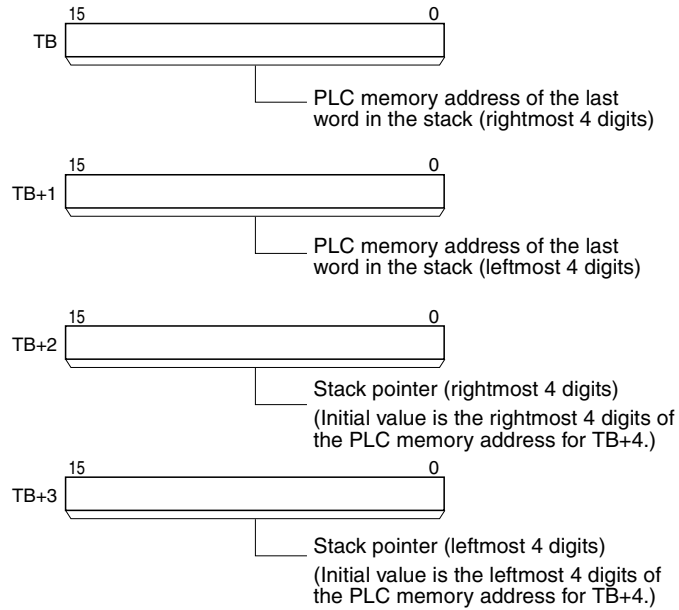 15 0
TB
PLC memory address of the last
word in the stack (rightmost 4 digits)
15 0
TB+1
PLC memory address of the last
word in the stack (leftmost 4 digits)
15 0
TB+2
Stack pointer (rightmost 4 digits)
(Initial value is the rightmost 4 digits of
the PLC memory address for TB+4.)
15 0
TB+3
Stack pointer (leftmost 4 digits)
(Initial value is the leftmost 4 digits of
the PLC memory address for TB+4.)